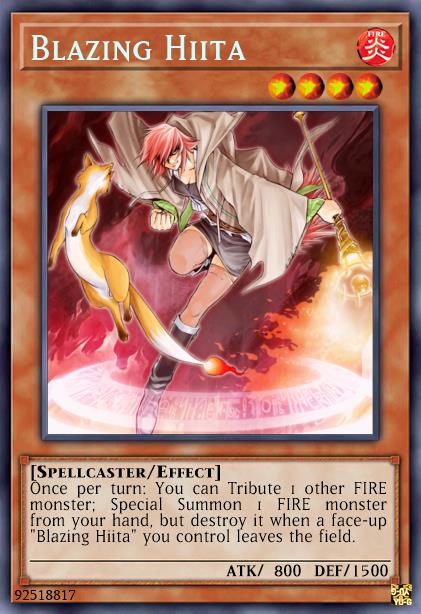 Blazing Hiita
FIRE
炎
[Spellcaster/Effect]
Once per turn: You can Tribute 1 other FIRE
monster; Special Summon 1 FIRE monster
from your hand, but destroy it when a face-up
"Blazing Hiita" you control leaves the field.
ATK/ 800 DEF/1500
92518817